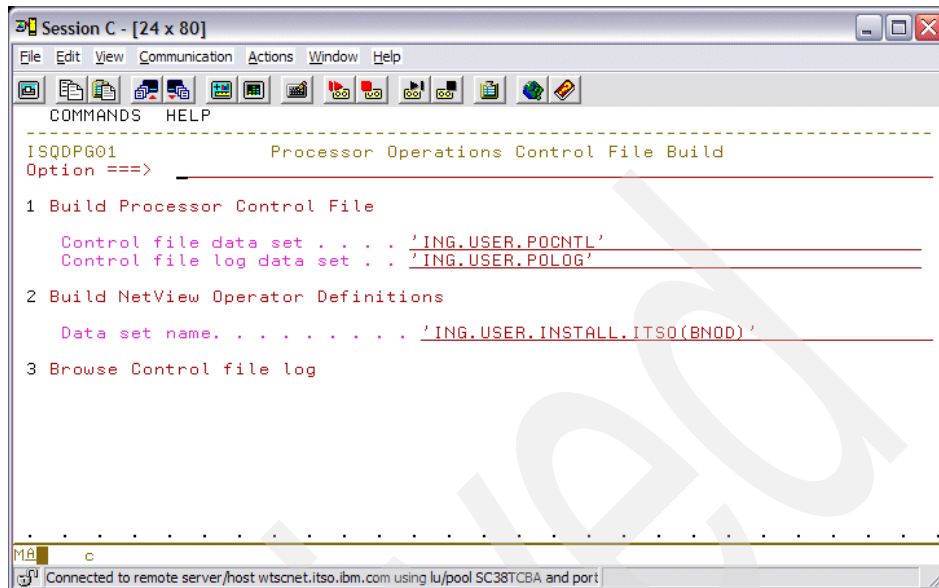 Session C - [24 x 80]
File Edit View Communication Actions Window Help
COMMANDS HELP
ISQDPG01 Processor Operations Control File Build
Option ===>
1 Build Processor Control File
Control file data set . . . . 'ING.USER.POCNTL'
Control file log data set . . 'ING.USER.POLOG'
2 Build NetView Operator Definitions
Data set name. . . . . . . . . 'ING.USER.INSTALL.ITSO(BNOD)'
3 Browse Control file log
MA c
Connected to remote server/host wtscnet.itso.ibm.com using lu/pool SC38TCBA and port